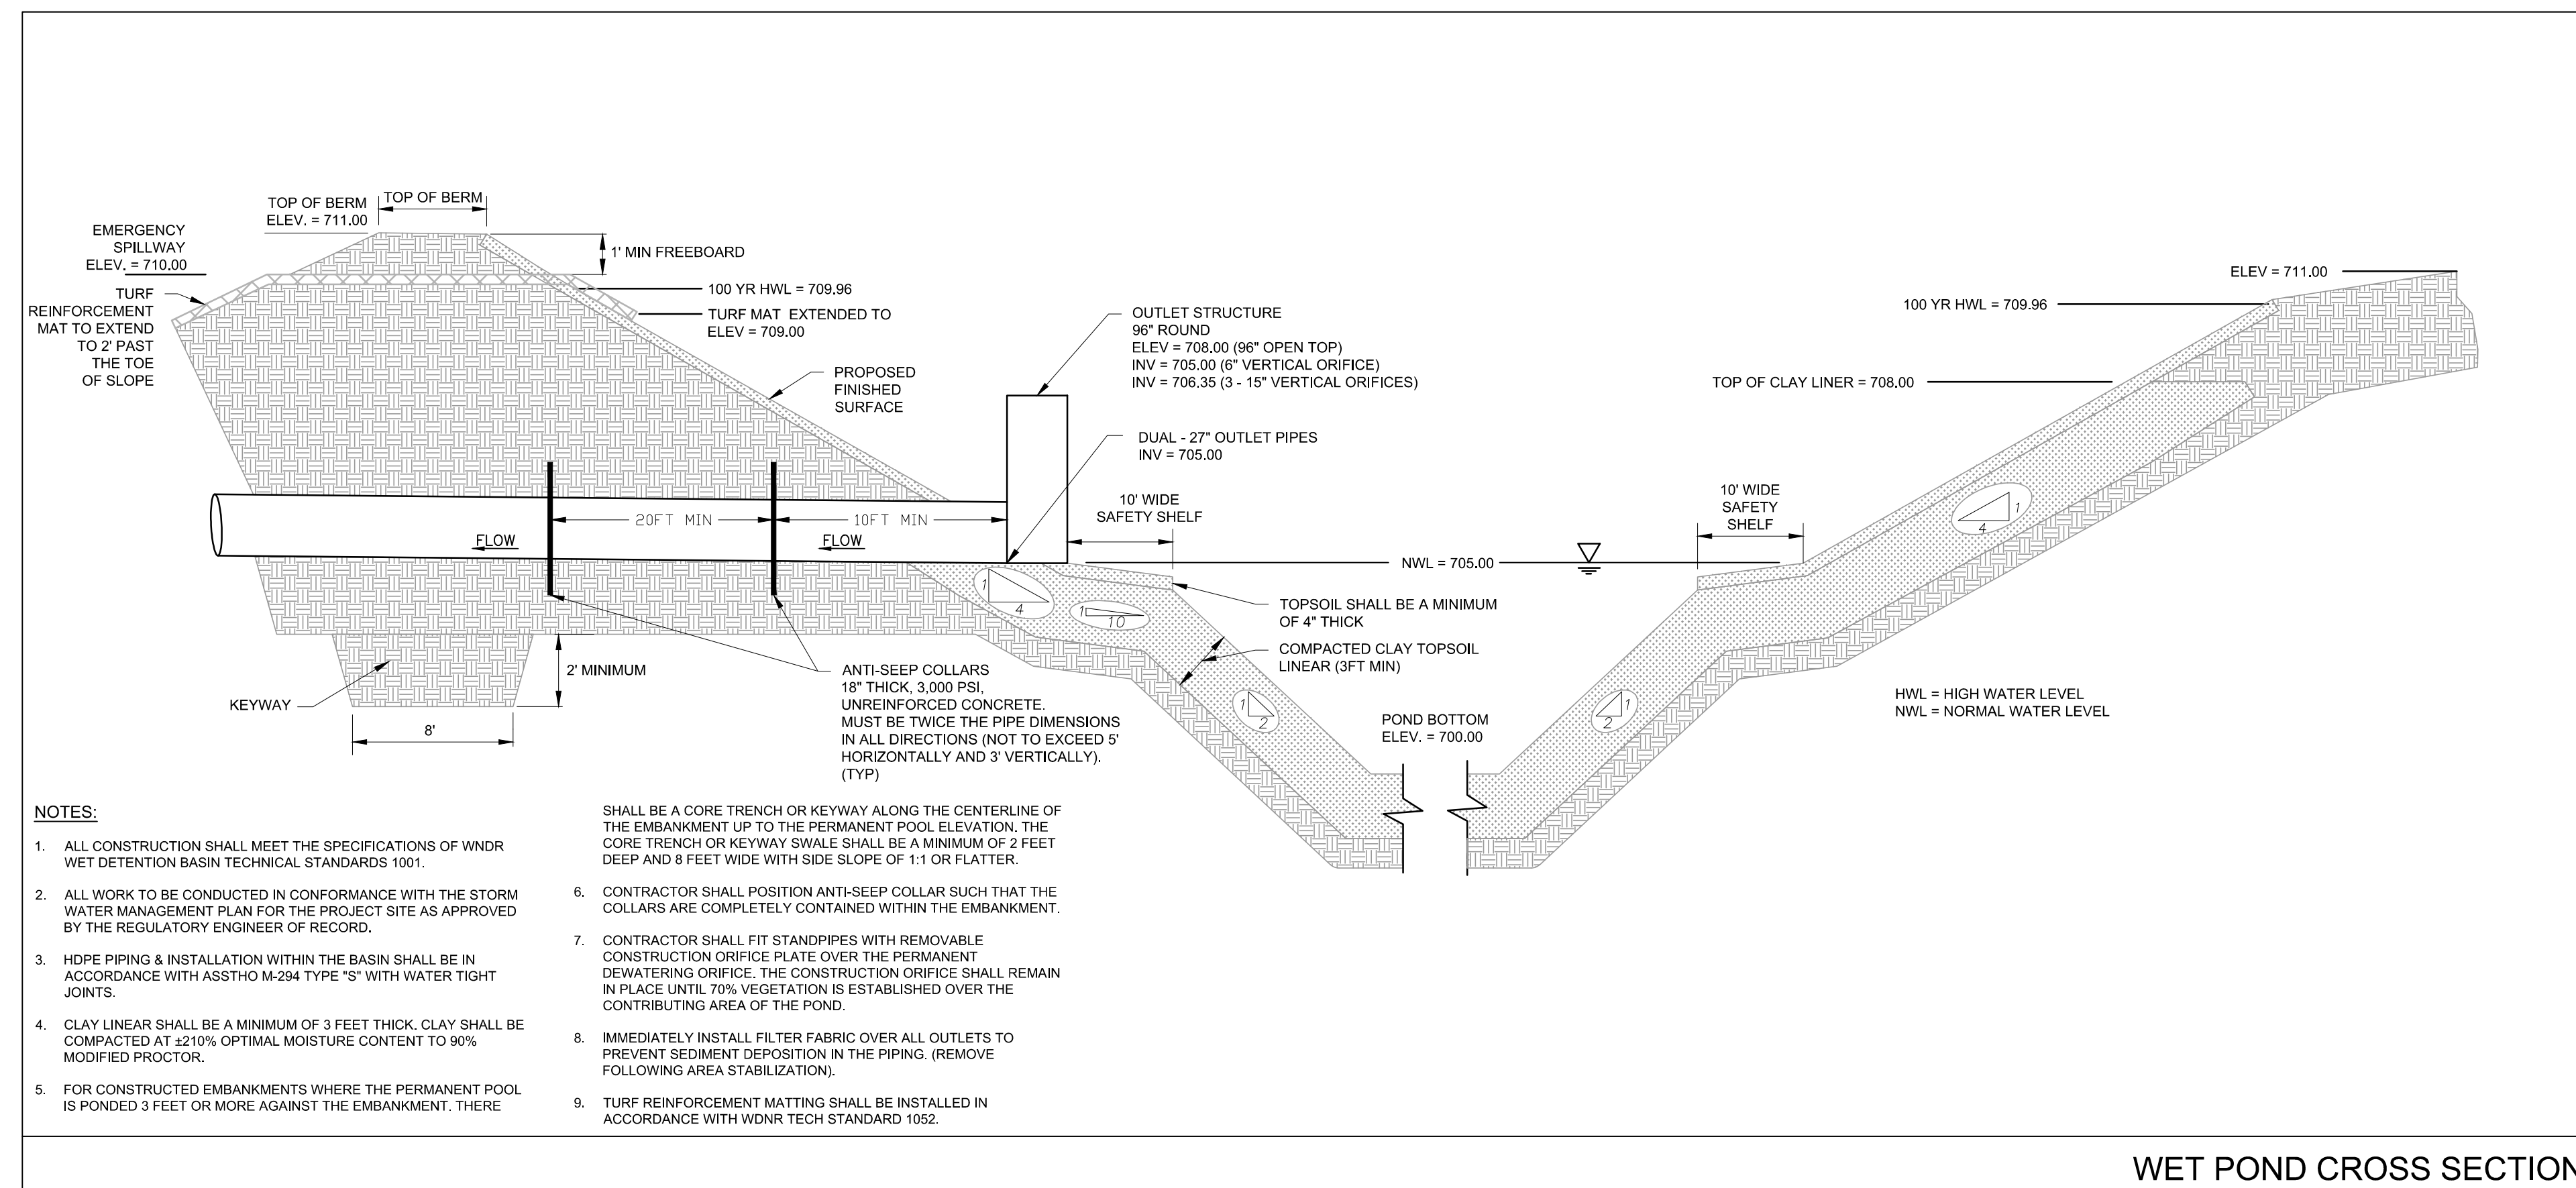 TOP OF BERM
ELEV. = 711.00
TOP OF BERM
EMERGENCY
SPILLWAY
ELEV. = 710.00
TURF
REINFORCEMENT
MAT TO EXTEND
TO 2' PAST
THE TOE
OF SLOPE
1' MIN FREEBOARD
100 YR HWL = 709.96
TURF MAT EXTENDED TO
ELEV = 709.00
PROPOSED
FINISHED
SURFACE
OUTLET STRUCTURE
96" ROUND
ELEV = 708.00 (96" OPEN TOP)
INV = 705.00 (6" VERTICAL ORIFICE)
INV = 706.35 (3 - 15" VERTICAL ORIFICES)
DUAL - 27" OUTLET PIPES
INV = 705.00
10' WIDE
SAFETY SHELF
20FT MIN
10FT MIN
FLOW
FLOW
NWL = 705.00
1
4
1
10
TOPSOIL SHALL BE A MINIMUM
OF 4" THICK
COMPACTED CLAY TOPSOIL
LINEAR (3FT MIN)
1
2
2' MINIMUM
KEYWAY
8'
ANTI-SEEP COLLARS
18" THICK, 3,000 PSI,
UNREINFORCED CONCRETE.
MUST BE TWICE THE PIPE DIMENSIONS
IN ALL DIRECTIONS (NOT TO EXCEED 5'
HORIZONTALLY AND 3' VERTICALLY).
(TYP)
POND BOTTOM
ELEV. = 700.00
1
2
10' WIDE
SAFETY
SHELF
1
4
ELEV = 711.00
100 YR HWL = 709.96
TOP OF CLAY LINER = 708.00
HWL = HIGH WATER LEVEL
NWL = NORMAL WATER LEVEL
NOTES:
1. ALL CONSTRUCTION SHALL MEET THE SPECIFICATIONS OF WNDR
WET DETENTION BASIN TECHNICAL STANDARDS 1001.
2. ALL WORK TO BE CONDUCTED IN CONFORMANCE WITH THE STORM
WATER MANAGEMENT PLAN FOR THE PROJECT SITE AS APPROVED
BY THE REGULATORY ENGINEER OF RECORD.
3. HDPE PIPING & INSTALLATION WITHIN THE BASIN SHALL BE IN
ACCORDANCE WITH ASSTHO M-294 TYPE "S" WITH WATER TIGHT
JOINTS.
4. CLAY LINEAR SHALL BE A MINIMUM OF 3 FEET THICK. CLAY SHALL BE
COMPACTED AT ±210% OPTIMAL MOISTURE CONTENT TO 90%
MODIFIED PROCTOR.
5. FOR CONSTRUCTED EMBANKMENTS WHERE THE PERMANENT POOL
IS PONDED 3 FEET OR MORE AGAINST THE EMBANKMENT. THERE
SHALL BE A CORE TRENCH OR KEYWAY ALONG THE CENTERLINE OF
THE EMBANKMENT UP TO THE PERMANENT POOL ELEVATION. THE
CORE TRENCH OR KEYWAY SWALE SHALL BE A MINIMUM OF 2 FEET
DEEP AND 8 FEET WIDE WITH SIDE SLOPE OF 1:1 OR FLATTER.
6. CONTRACTOR SHALL POSITION ANTI-SEEP COLLAR SUCH THAT THE
COLLARS ARE COMPLETELY CONTAINED WITHIN THE EMBANKMENT.
7. CONTRACTOR SHALL FIT STANDPIPES WITH REMOVABLE
CONSTRUCTION ORIFICE PLATE OVER THE PERMANENT
DEWATERING ORIFICE. THE CONSTRUCTION ORIFICE SHALL REMAIN
IN PLACE UNTIL 70% VEGETATION IS ESTABLISHED OVER THE
CONTRIBUTING AREA OF THE POND.
8. IMMEDIATELY INSTALL FILTER FABRIC OVER ALL OUTLETS TO
PREVENT SEDIMENT DEPOSITION IN THE PIPING. (REMOVE
FOLLOWING AREA STABILIZATION).
9. TURF REINFORCEMENT MATTING SHALL BE INSTALLED IN
ACCORDANCE WITH WDNR TECH STANDARD 1052.
WET POND CROSS SECTION